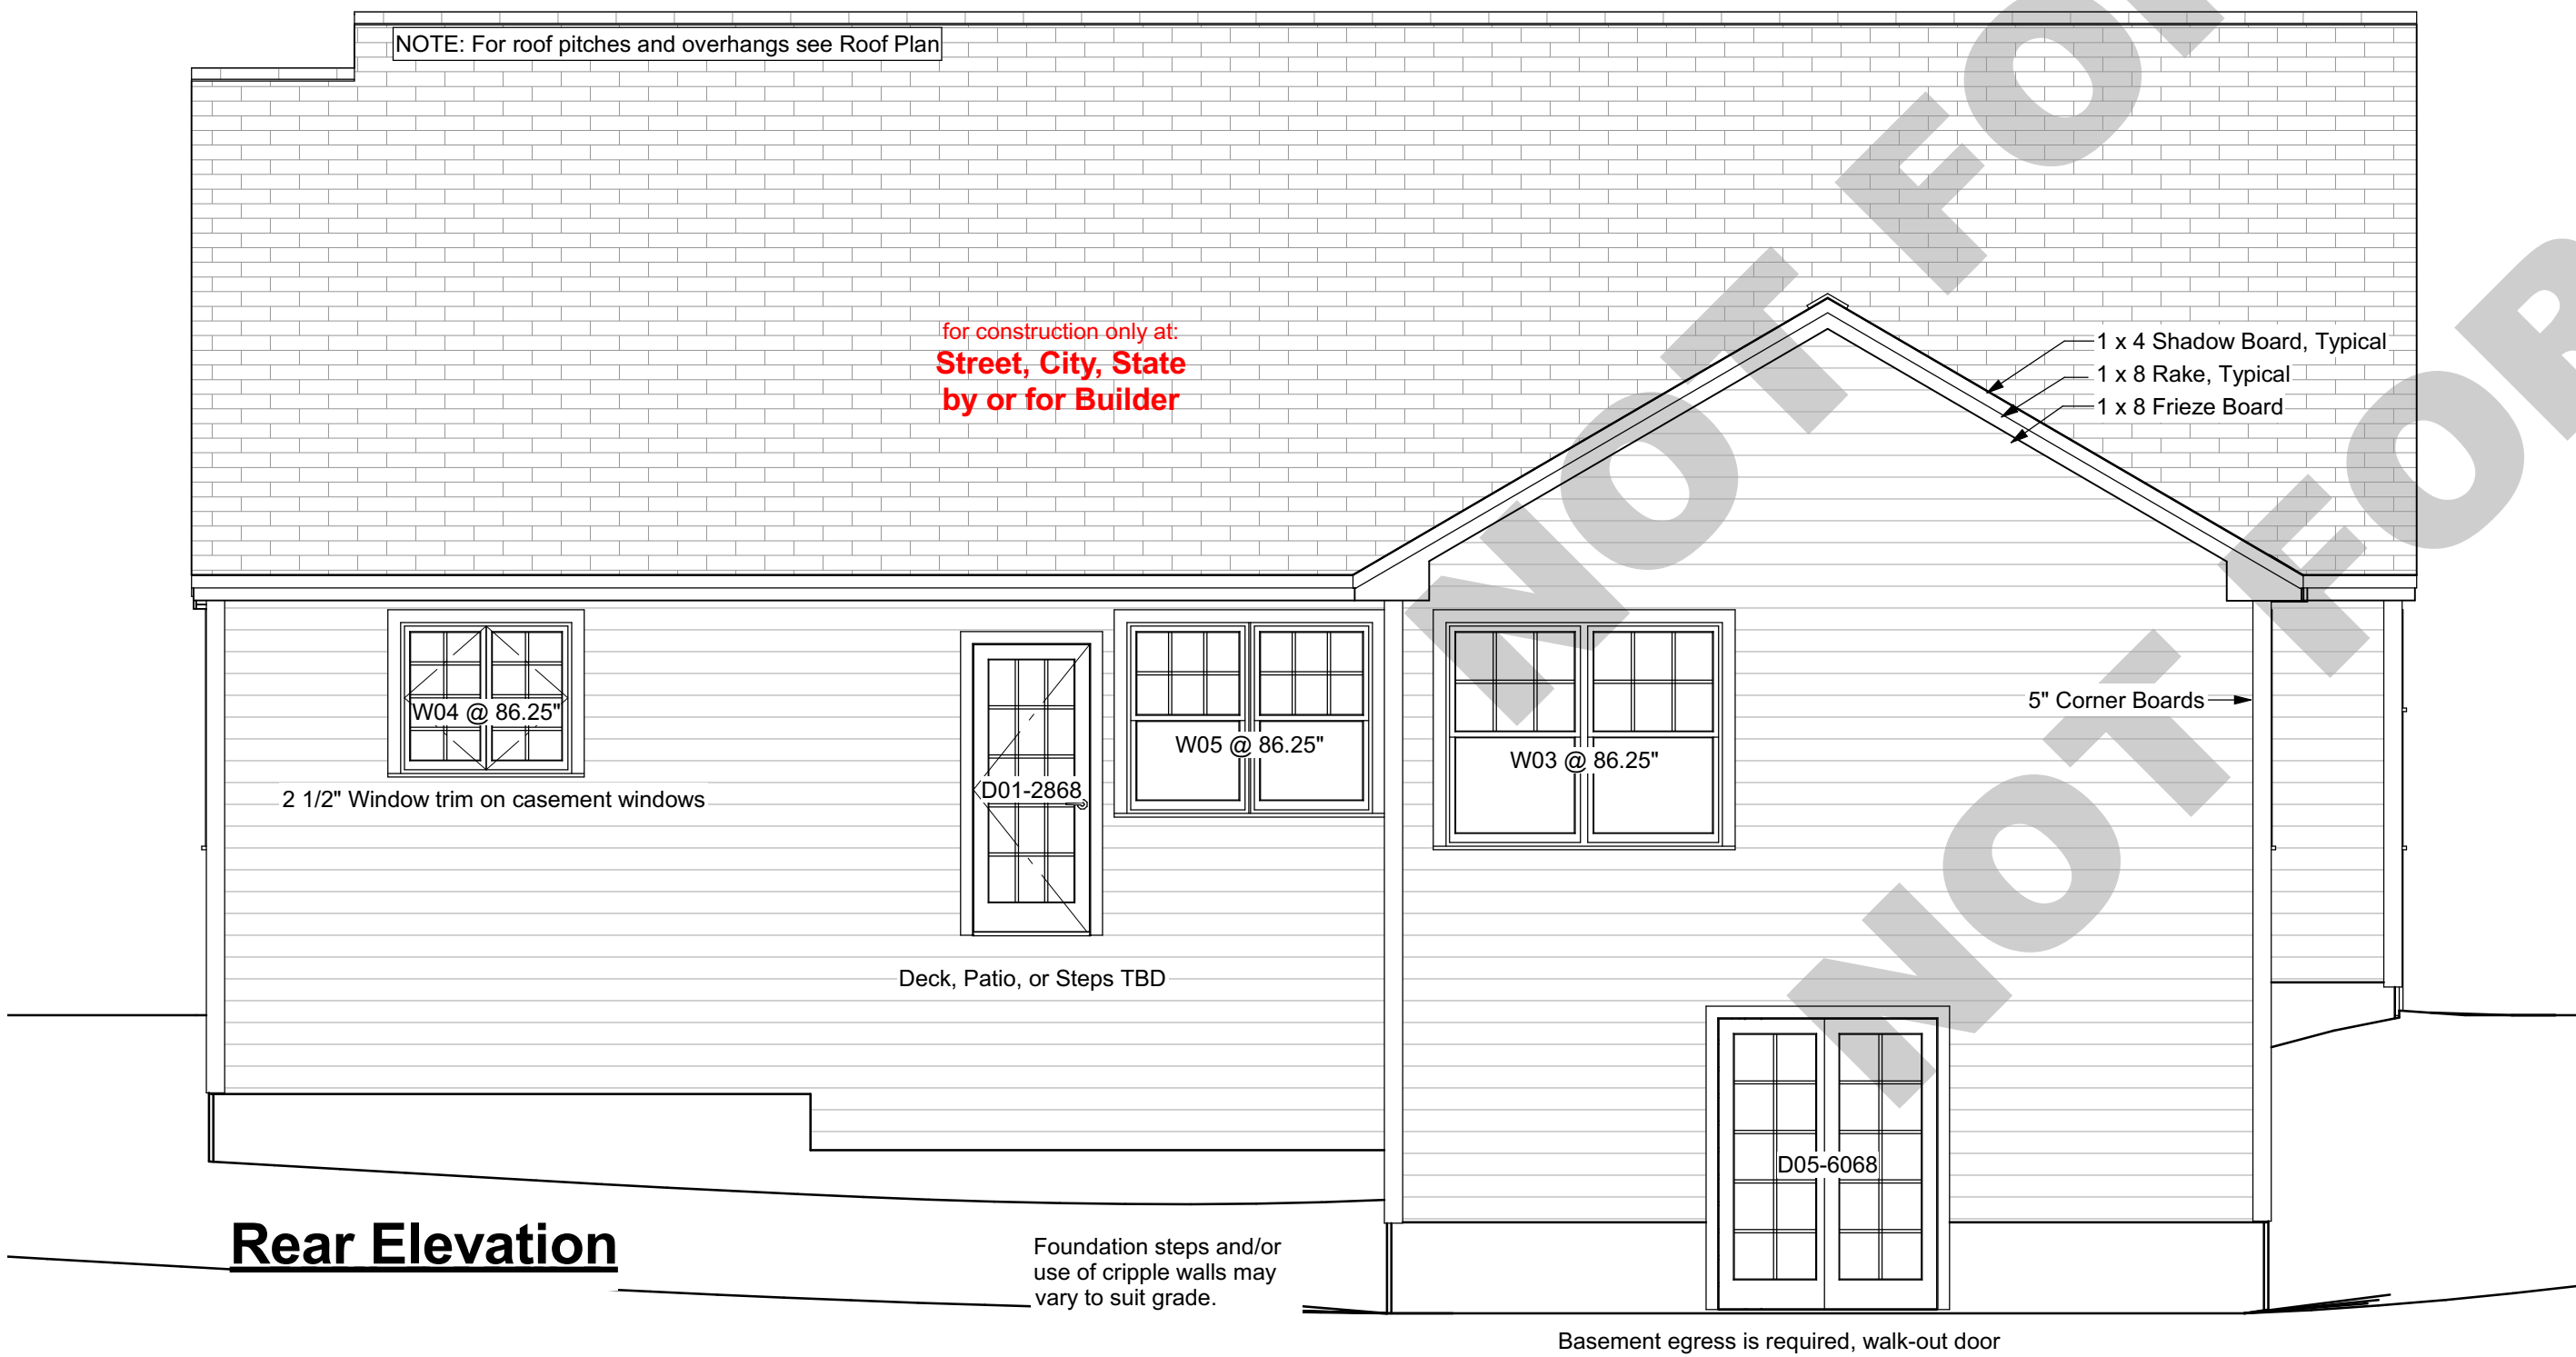 NOTE: For roof pitches and overhangs see Roof Plan
for construction only at:
Street, City, State
by or for Builder
1 x 4 Shadow Board, Typical
1 x 8 Rake, Typical
1 x 8 Frieze Board
5" Corner Boards
W04 @ 86.25"
2 1/2" Window trim on casement windows
D01-2868
W05 @ 86.25"
W03 @ 86.25"
Deck, Patio, or Steps TBD
D05-6068
Rear Elevation
Foundation steps and/or
use of cripple walls may
vary to suit grade.
Basement egress is required, walk-out door
NOT FOR
NOT FOR